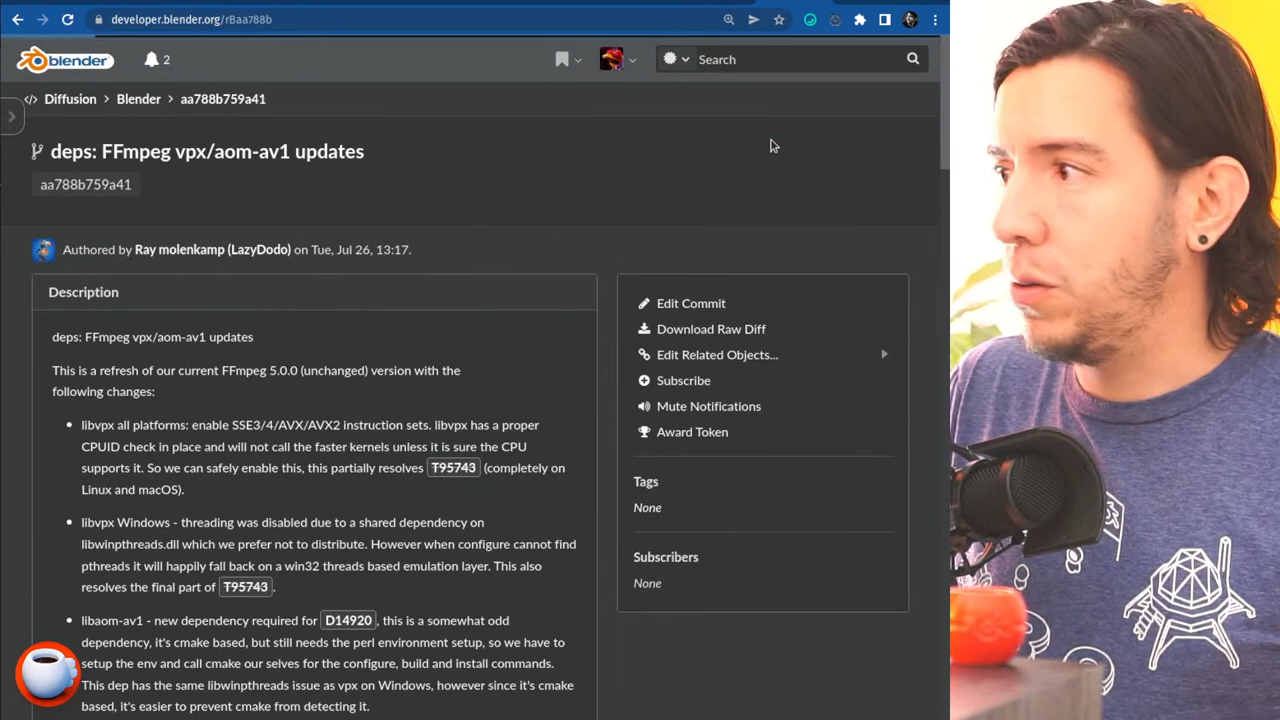 developer.blender.org/rBaa788b
blender
2
Search
Diffusion > Blender > aa788b759a41
deps: FFmpeg vpx/aom-av1 updates
aa788b759a41
Authored by Ray molenkamp (LazyDodo) on Tue, Jul 26, 13:17.
Description
deps: FFmpeg vpx/aom-av1 updates
This is a refresh of our current FFmpeg 5.0.0 (unchanged) version with the
following changes:
• libvpx all platforms: enable SSE3/4/AVX/AVX2 instruction sets. libvpx has a proper
CPUID check in place and will not call the faster kernels unless it is sure the CPU
supports it. So we can safely enable this, this partially resolves T95743 (completely on
Linux and macOS).
• libvpx Windows - threading was disabled due to a shared dependency on
libwinpthreads.dll which we prefer not to distribute. However when configure cannot find
pthreads it will happily fall back on a win32 threads based emulation layer. This also
resolves the final part of T95743.
• libaom-av1 - new dependency required for D14920, this is a somewhat odd
dependency, it's cmake based, but still needs the perl environment setup, so we have to
setup the env and call cmake our selves for the configure, build and install commands.
This dep has the same libwinpthreads issue as vpx on Windows, however since it's cmake
based, it's easier to prevent cmake from detecting it.
Edit Commit
Download Raw Diff
Edit Related Objects...
Subscribe
Mute Notifications
Award Token
Tags
None
Subscribers
None